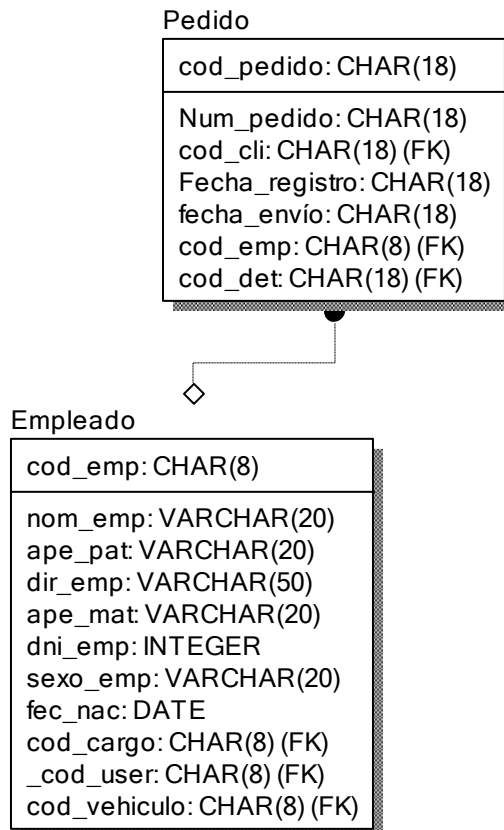 Pedido
cod_pedido: CHAR(18)
Num_pedido: CHAR(18)
cod_cli: CHAR(18) (FK)
Fecha_registro: CHAR(18)
fecha_envío: CHAR(18)
cod_emp: CHAR(8) (FK)
cod_det: CHAR(18) (FK)
Empleado
cod_emp: CHAR(8)
nom_emp: VARCHAR(20)
ape_pat: VARCHAR(20)
dir_emp: VARCHAR(50)
ape_mat: VARCHAR(20)
dni_emp: INTEGER
sexo_emp: VARCHAR(20)
fec_nac: DATE
cod_cargo: CHAR(8) (FK)
_cod_user: CHAR(8) (FK)
cod_vehiculo: CHAR(8) (FK)